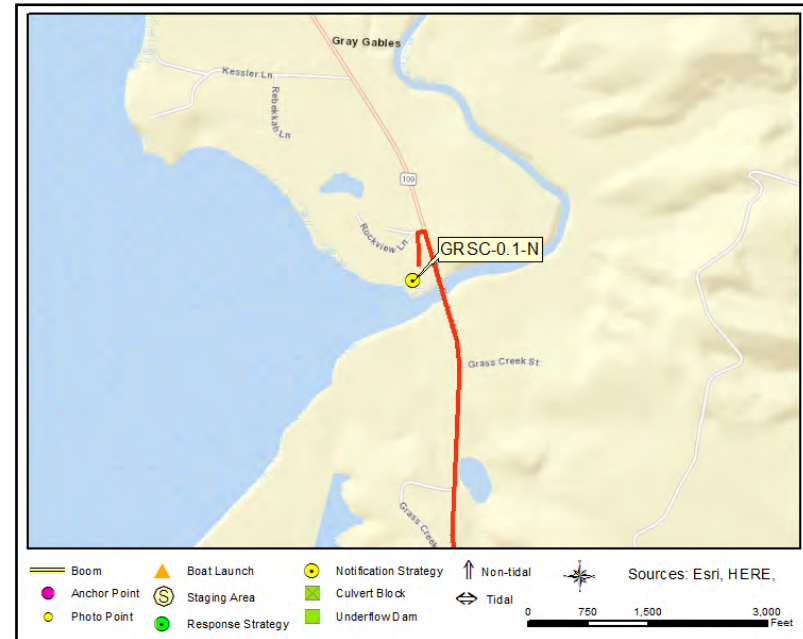 Gray Gables
Kessler Ln
Rebekkah Ln
109
Rockview Ln
GRSC-0.1-N
Grass Creek St
Grass Creek
Boom
Boat Launch
Notification Strategy
Non-tidal
Sources: Esri, HERE,
Anchor Point
S
Staging Area
Culvert Block
Tidal
Photo Point
Response Strategy
Underflow Dam
0 750 1,500 3,000
Feet